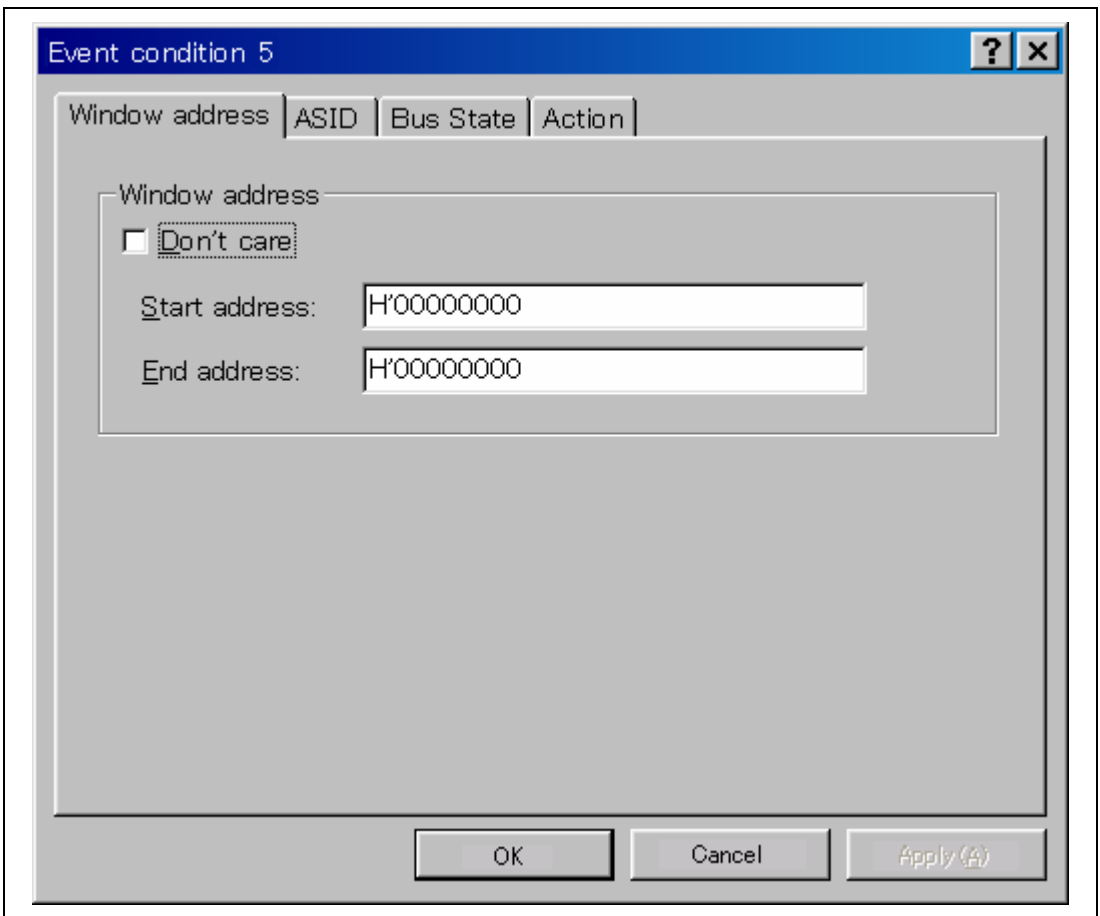 Event condition 5
Window address ASID Bus State Action
Window address
Don't care
Start address: H'00000000
End address: H'00000000
OK Cancel Apply (A)